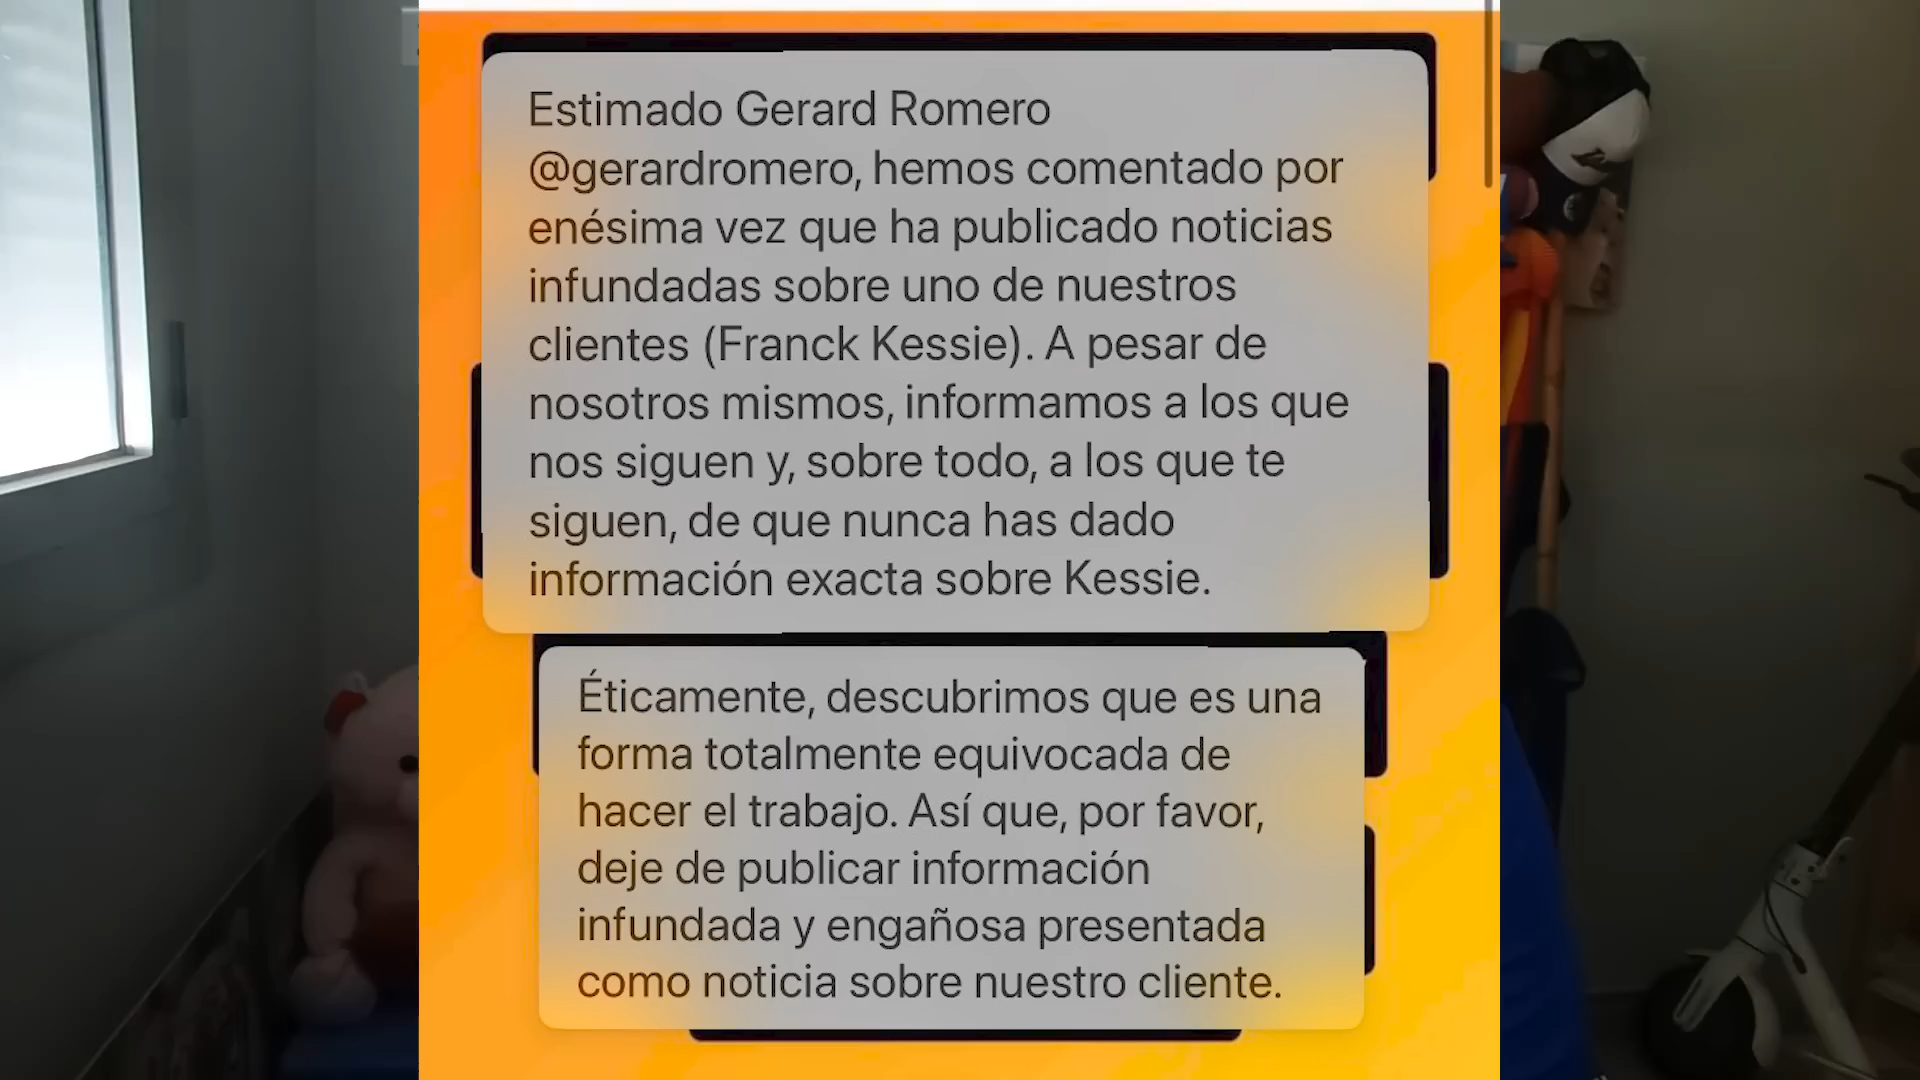 Estimado Gerard Romero
@gerardromero, hemos comentado por
enésima vez que ha publicado noticias
infundadas sobre uno de nuestros
clientes (Franck Kessie). A pesar de
nosotros mismos, informamos a los que
nos siguen y, sobre todo, a los que te
siguen, de que nunca has dado
información exacta sobre Kessie.
Éticamente, descubrimos que es una
forma totalmente equivocada de
hacer el trabajo. Así que, por favor,
deje de publicar información
infundada y engañosa presentada
como noticia sobre nuestro cliente.